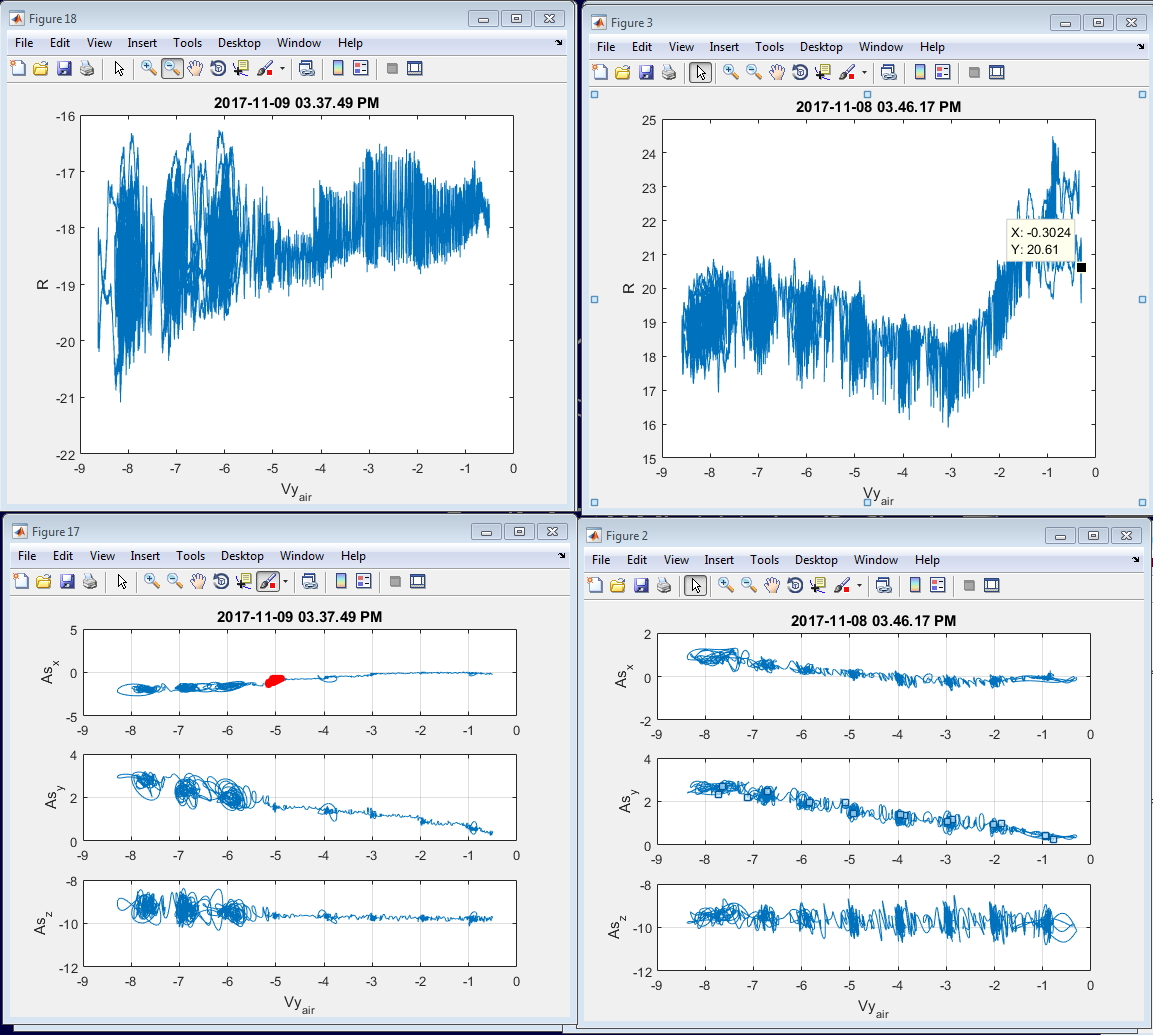 Figure 18
File Edit View Insert Tools Desktop Window Help
2017-11-09 03.37.49 PM
-16
-17
-18
-19
-20
-21
-22
R
-9 -8 -7 -6 -5 -4 -3 -2 -1 0
Vy air
Figure 3
File Edit View Insert Tools Desktop Window Help
2017-11-08 03.46.17 PM
25
24
23
22
21
20
19
18
17
16
15
R
X: -0.3024
Y: 20.61
-9 -8 -7 -6 -5 -4 -3 -2 -1 0
Vy air
Figure 17
File Edit View Insert Tools Desktop Window Help
2017-11-09 03.37.49 PM
5
0
-5
As x
-9 -8 -7 -6 -5 -4 -3 -2 -1 0
4
2
0
As y
-9 -8 -7 -6 -5 -4 -3 -2 -1 0
-8
-10
-12
As z
-9 -8 -7 -6 -5 -4 -3 -2 -1 0
Vy air
Figure 2
File Edit View Insert Tools Desktop Window Help
2017-11-08 03.46.17 PM
2
0
-2
As x
-9 -8 -7 -6 -5 -4 -3 -2 -1 0
4
2
0
As y
-9 -8 -7 -6 -5 -4 -3 -2 -1 0
-8
-10
-12
As z
-9 -8 -7 -6 -5 -4 -3 -2 -1 0
Vy air